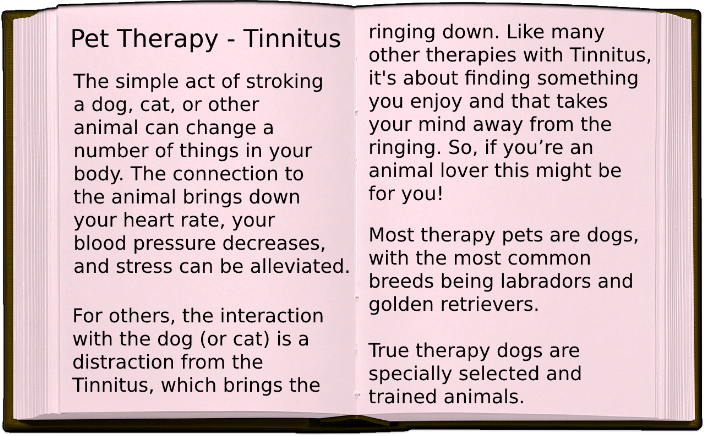 Pet Therapy - Tinnitus
The simple act of stroking
a dog, cat, or other
animal can change a
number of things in your
body. The connection to
the animal brings down
your heart rate, your
blood pressure decreases,
and stress can be alleviated.
For others, the interaction
with the dog (or cat) is a
distraction from the
Tinnitus, which brings the
ringing down. Like many
other therapies with Tinnitus,
it's about finding something
you enjoy and that takes
your mind away from the
ringing. So, if you’re an
animal lover this might be
for you!
Most therapy pets are dogs,
with the most common
breeds being labradors and
golden retrievers.
True therapy dogs are
specially selected and
trained animals.